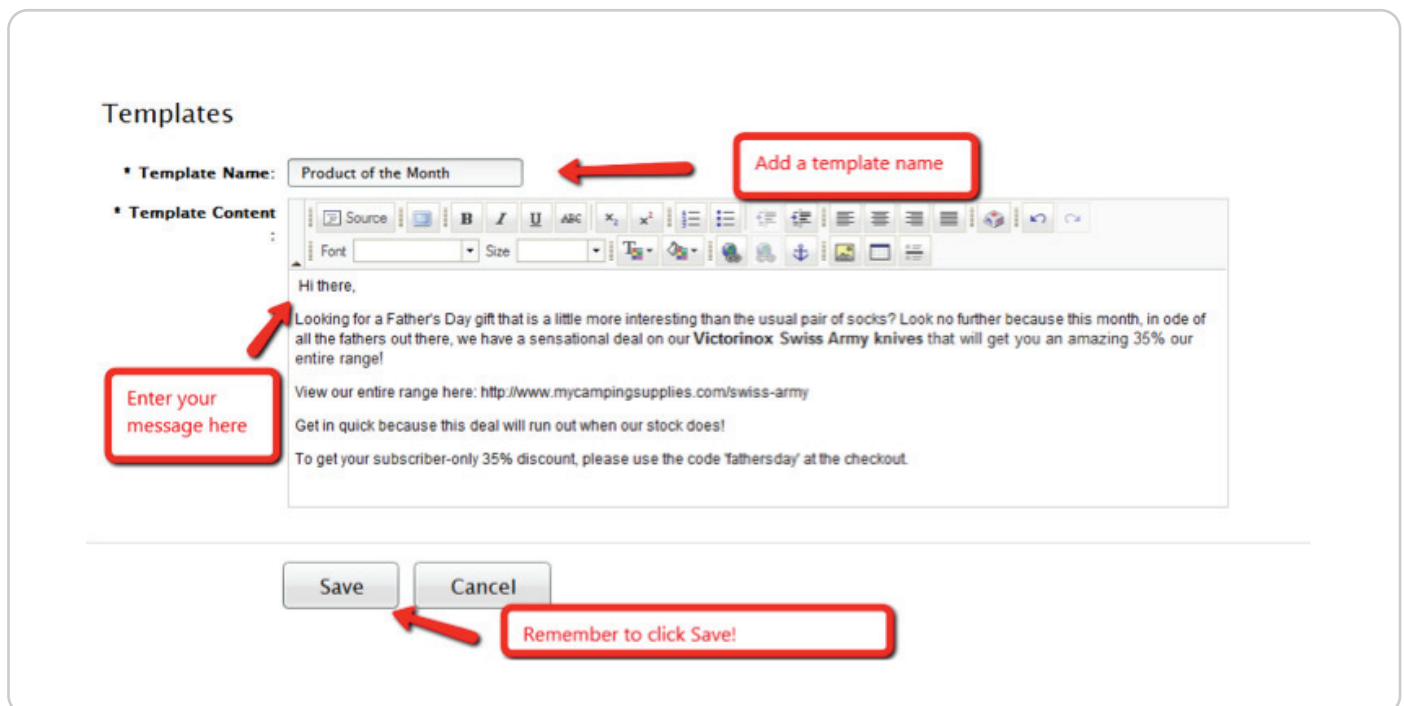 Templates
Add a template name
* Template Name: Product of the Month
* Template Content
:
Source B I U ABC x₂ x²
Font Size
Hi there,
Looking for a Father's Day gift that is a little more interesting than the usual pair of socks? Look no further because this month, in ode of
all the fathers out there, we have a sensational deal on our Victorinox Swiss Army knives that will get you an amazing 35% our
entire range!
View our entire range here: http://www.mycampingsupplies.com/swiss-army
Get in quick because this deal will run out when our stock does!
To get your subscriber-only 35% discount, please use the code 'fathersday' at the checkout.
Enter your
message here
Save Cancel
Remember to click Save!